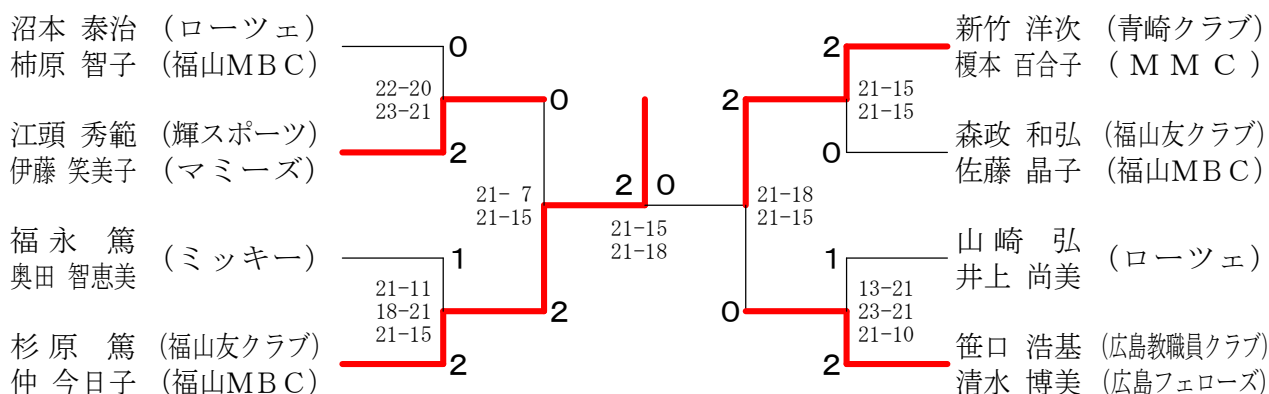 沼本 泰治 (ローツェ)
柿原 智子 (福山MBC)
0
22-20
23-21
0
江頭 秀範 (輝スポーツ)
伊藤 笑美子 (マミーズ)
2
21- 7
21-15
福永 篤
奥田 智恵美
(ミッキー)
1
21-11
18-21
21-15
2
杉原 篤 (福山友クラブ)
仲 今日子 (福山MBC)
2
2 0
21-15
21-18
新竹 洋次 (青崎クラブ)
榎本 百合子 (MMC)
2
21-15
21-15
2
森政 和弘 (福山友クラブ)
佐藤 晶子 (福山MBC)
0
21-18
21-15
山崎 弘
井上 尚美
(ローツェ)
1
13-21
23-21
21-10
0
笹口 浩基 (広島教職員クラブ)
清水 博美 (広島フェローズ)
2